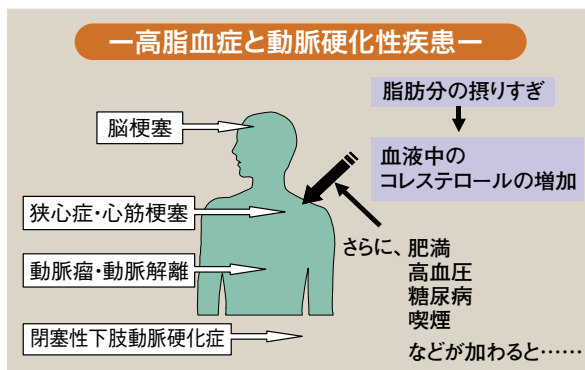 ー高脂血症と動脈硬化性疾患ー
脂肪分の摂りすぎ
脳梗塞
血液中の
コレステロールの増加
狭心症・心筋梗塞
さらに、肥満
高血圧
動脈瘤・動脈解離
糖尿病
喫煙
閉塞性下肢動脈硬化症
などが加わると……